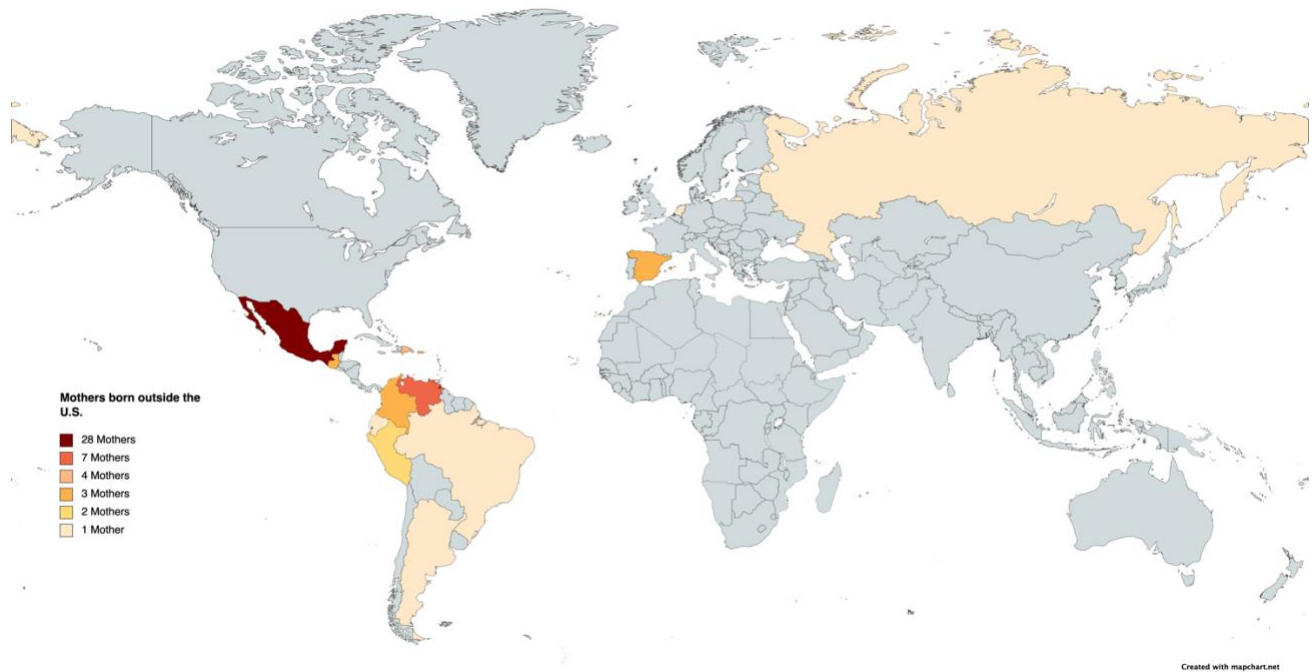 Mothers born outside the
U.S.
28 Mothers
7 Mothers
4 Mothers
3 Mothers
2 Mothers
1 Mother
Created with mapchart.net